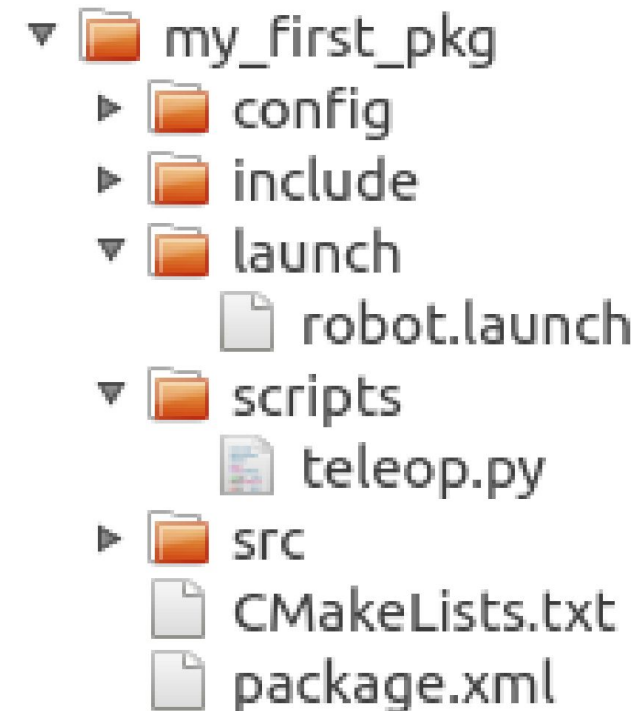 my_first_pkg
config
include
launch
robot.launch
scripts
teleop.py
src
CMakeLists.txt
package.xml